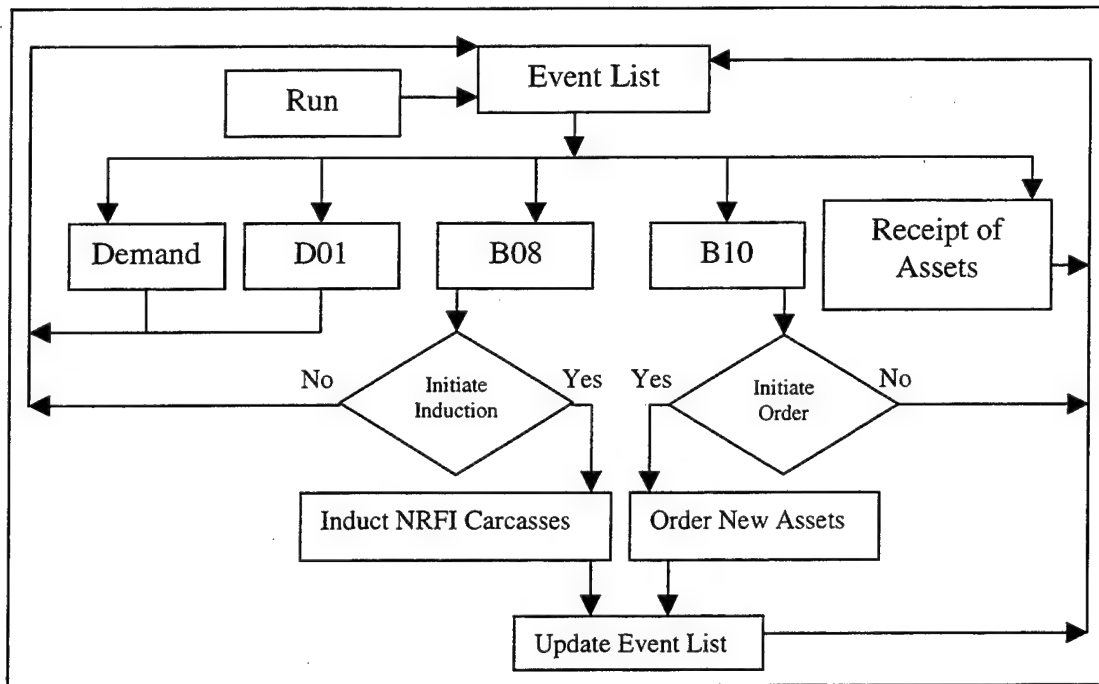 Event List
Run
Demand
D01
B08
B10
Receipt of
Assets
No
Initiate
Induction
Yes
Yes
Initiate
Order
No
Induct NRFI Carcasses
Order New Assets
Update Event List